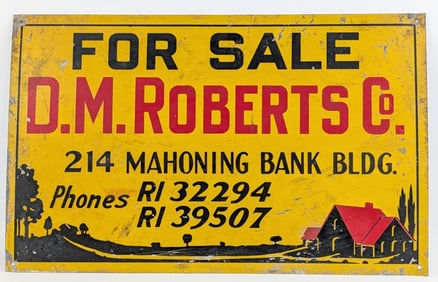 FOR SALE
D.M. ROBERTS CO.
214 MAHONING BANK BLDG.
Phones RI 32294
RI 39507